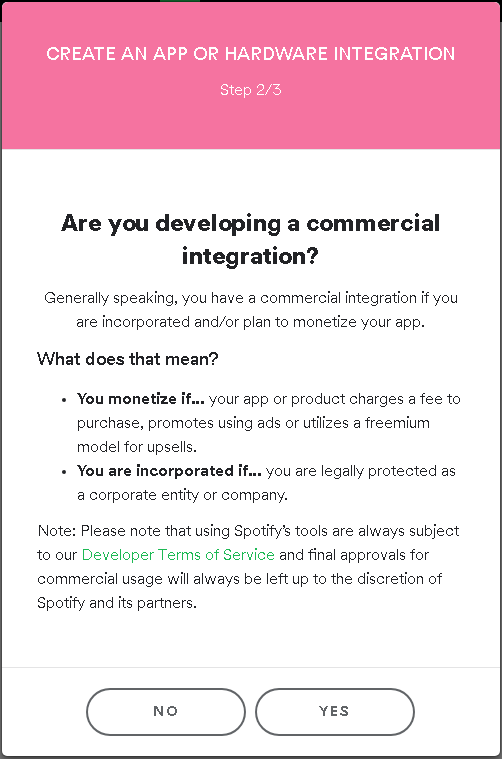 CREATE AN APP OR HARDWARE INTEGRATION
Step 2/3
Are you developing a commercial
integration?
Generally speaking, you have a commercial integration if you
are incorporated and/or plan to monetize your app.
What does that mean?
• You monetize if... your app or product charges a fee to
purchase, promotes using ads or utilizes a freemium
model for upsells.
• You are incorporated if... you are legally protected as
a corporate entity or company.
Note: Please note that using Spotify's tools are always subject
to our Developer Terms of Service and final approvals for
commercial usage will always be left up to the discretion of
Spotify and its partners.
NO
YES